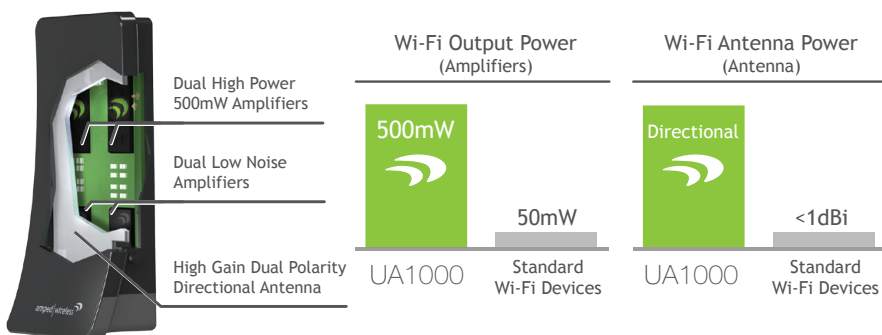 Dual High Power
500mW Amplifiers
Dual Low Noise
Amplifiers
High Gain Dual Polarity
Directional Antenna
amped wireless
Wi-Fi Output Power
(Amplifiers)
500mW
50mW
UA1000
Standard
Wi-Fi Devices
Wi-Fi Antenna Power
(Antenna)
Directional
<1dBi
UA1000
Standard
Wi-Fi Devices